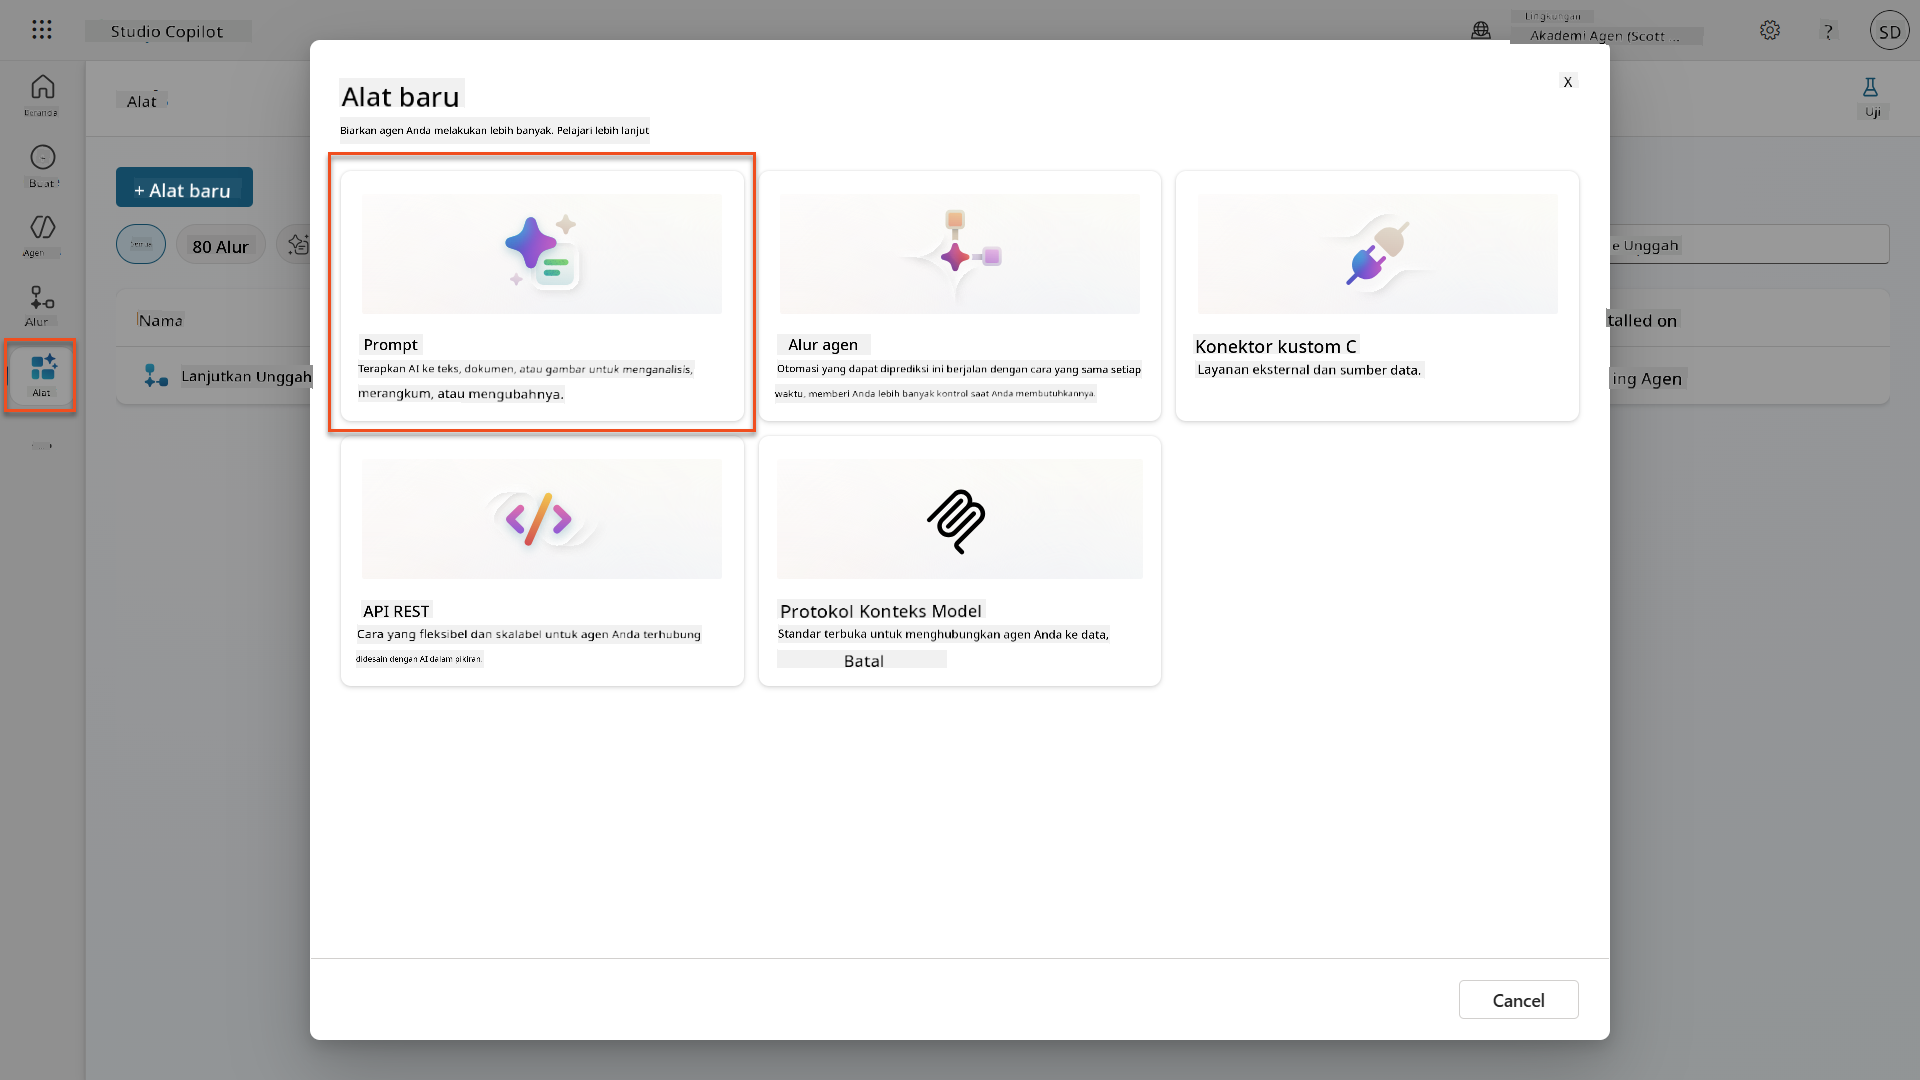 Studio Copilot
Lingkungan
Akademi Agen (Scott ...
?
SD
Beranda
Buat
Agen
Alur
Alat
Alat
+ Alat baru
80 Alur
Nama
Lanjutkan Unggah
Alat baru
X
Biarkan agen Anda melakukan lebih banyak. Pelajari lebih lanjut
Prompt
Terapkan AI ke teks, dokumen, atau gambar untuk menganalisis,
merangkum, atau mengubahnya.
Alur agen
Otomasi yang dapat diprediksi ini berjalan dengan cara yang sama setiap
waktu, memberi Anda lebih banyak kontrol saat Anda membutuhkannya.
Konektor kustom C
Layanan eksternal dan sumber data.
API REST
Cara yang fleksibel dan skalabel untuk agen Anda terhubung
didesain dengan AI dalam pikiran.
Protokol Konteks Model
Standar terbuka untuk menghubungkan agen Anda ke data,
Batal
Cancel
Uji
e Unggah
talled on
ing Agen